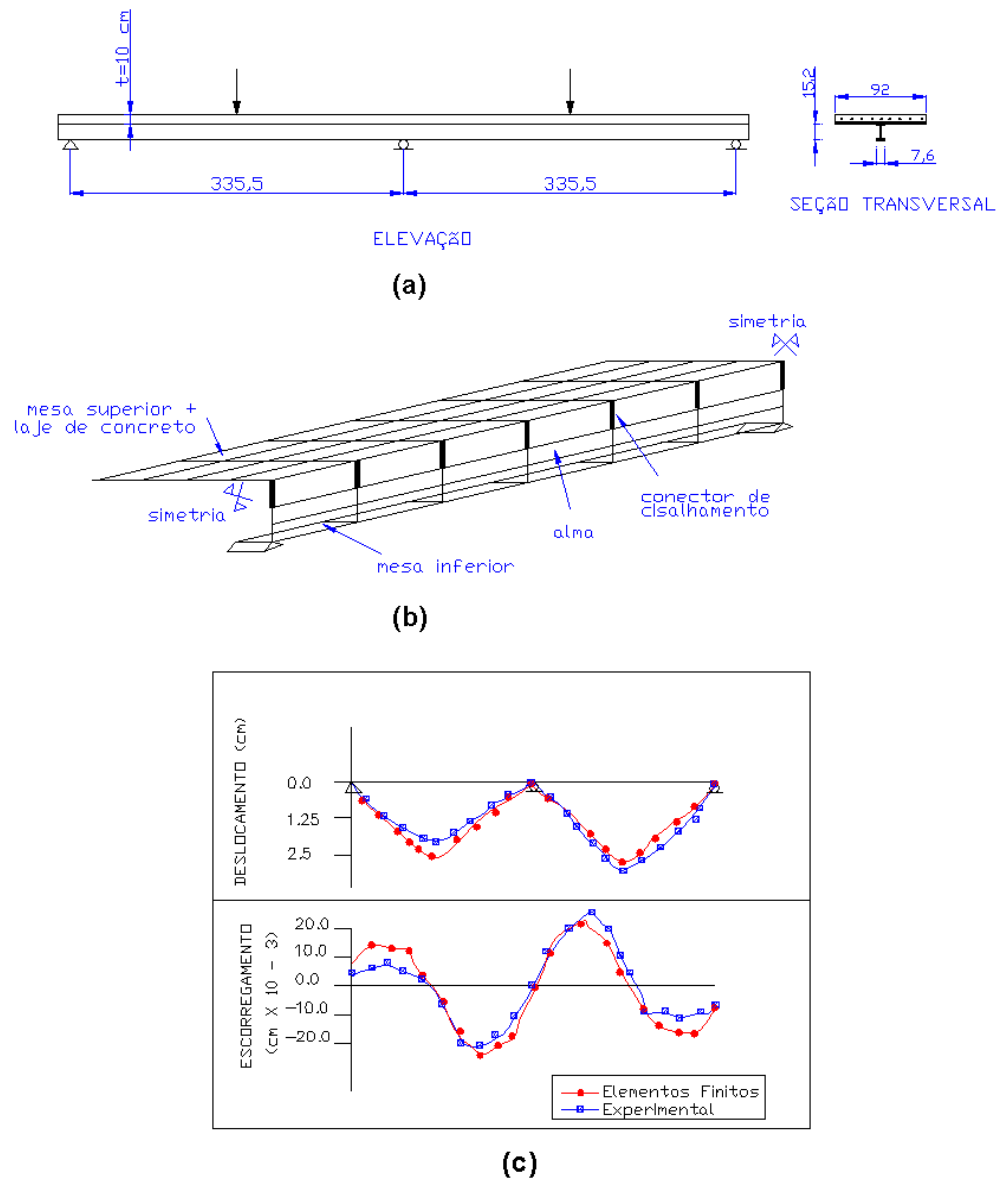 t=10 cm
335,5
335,5
ELEVAÇÃO
15,2
92
7,6
SEÇÃO TRANSVERSAL
(a)
simetria
mesa superior +
laje de concreto
simetria
conector de
cisalhamento
alma
mesa inferior
(b)
DESLOCAMENTO (cm)
0.0
1.25
2.5
ESCORREGAMENTO
(cm X 10 - 3)
20.0
10.0
0.0
-10.0
-20.0
Elementos Finitos
Experimental
(c)